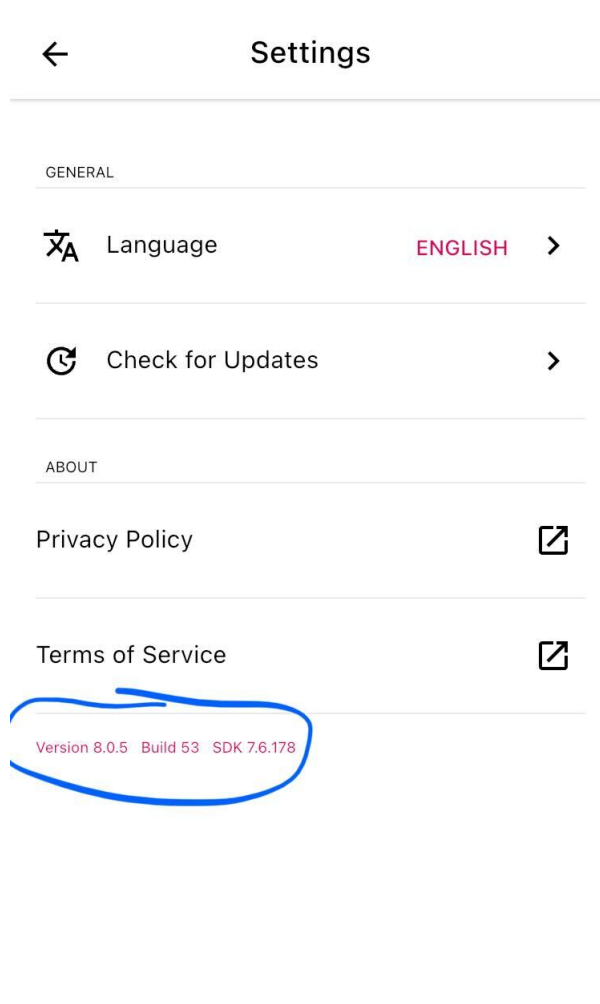 Settings
GENERAL
Language ENGLISH
Check for Updates
ABOUT
Privacy Policy
Terms of Service
Version 8.0.5 Build 53 SDK 7.6.178